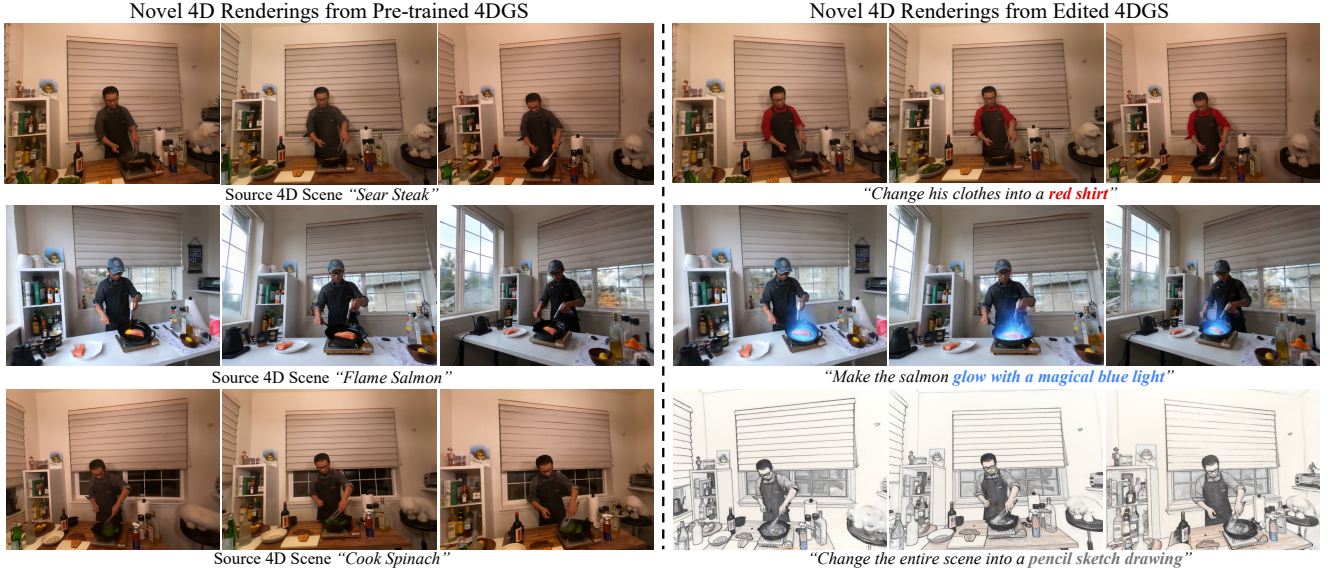 Novel 4D Renderings from Pre-trained 4DGS
Novel 4D Renderings from Edited 4DGS
Source 4D Scene “Sear Steak”
“Change his clothes into a red shirt”
Source 4D Scene “Flame Salmon”
“Make the salmon glow with a magical blue light”
Source 4D Scene “Cook Spinach”
“Change the entire scene into a pencil sketch drawing”